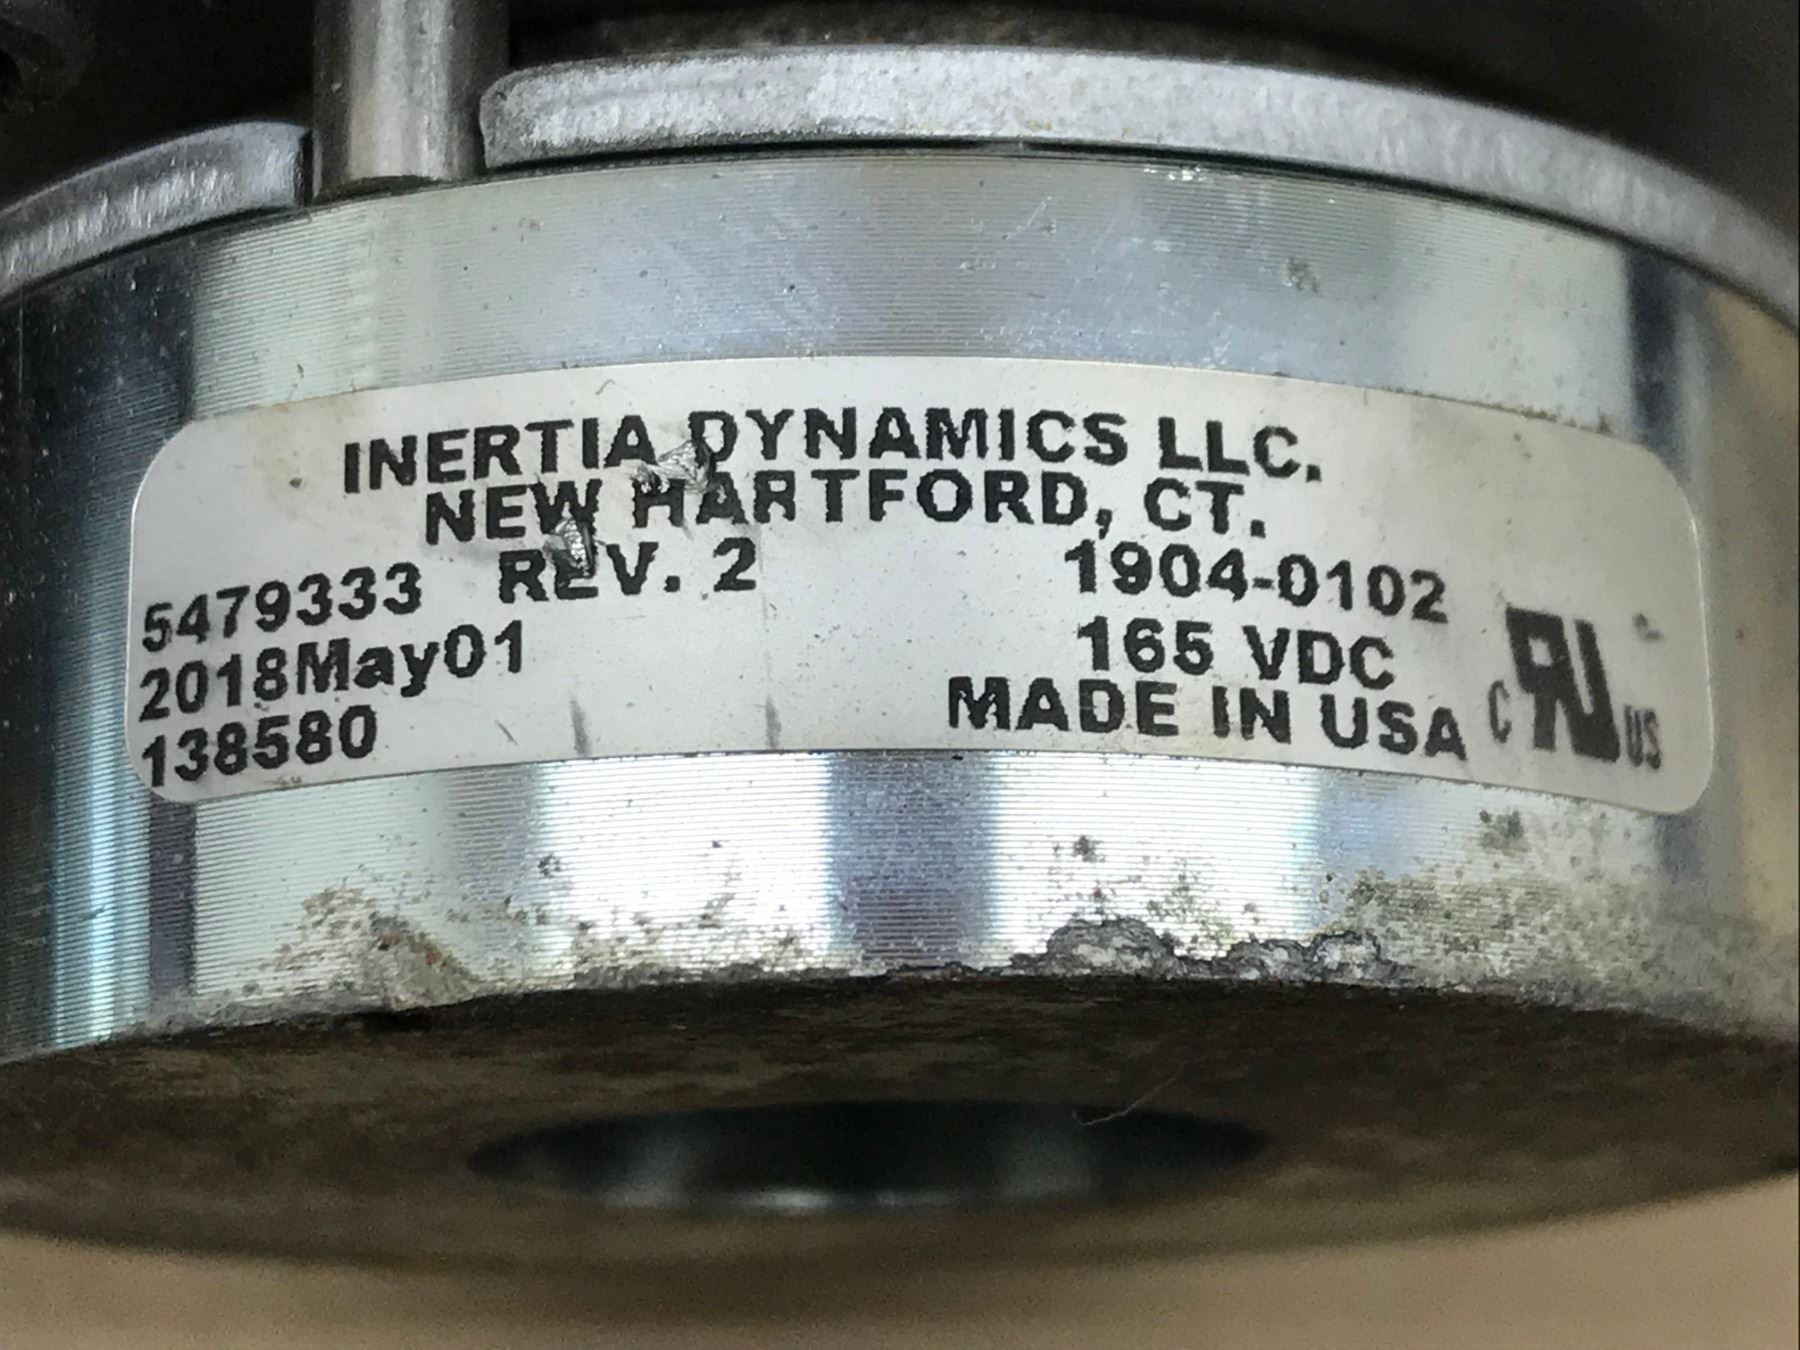 INERTIA DYNAMICS LLC.
NEW HARTFORD, CT.
5479333 REV. 2 1904-0102
2018May01 165 VDC
138580 MADE IN USA
C RU US